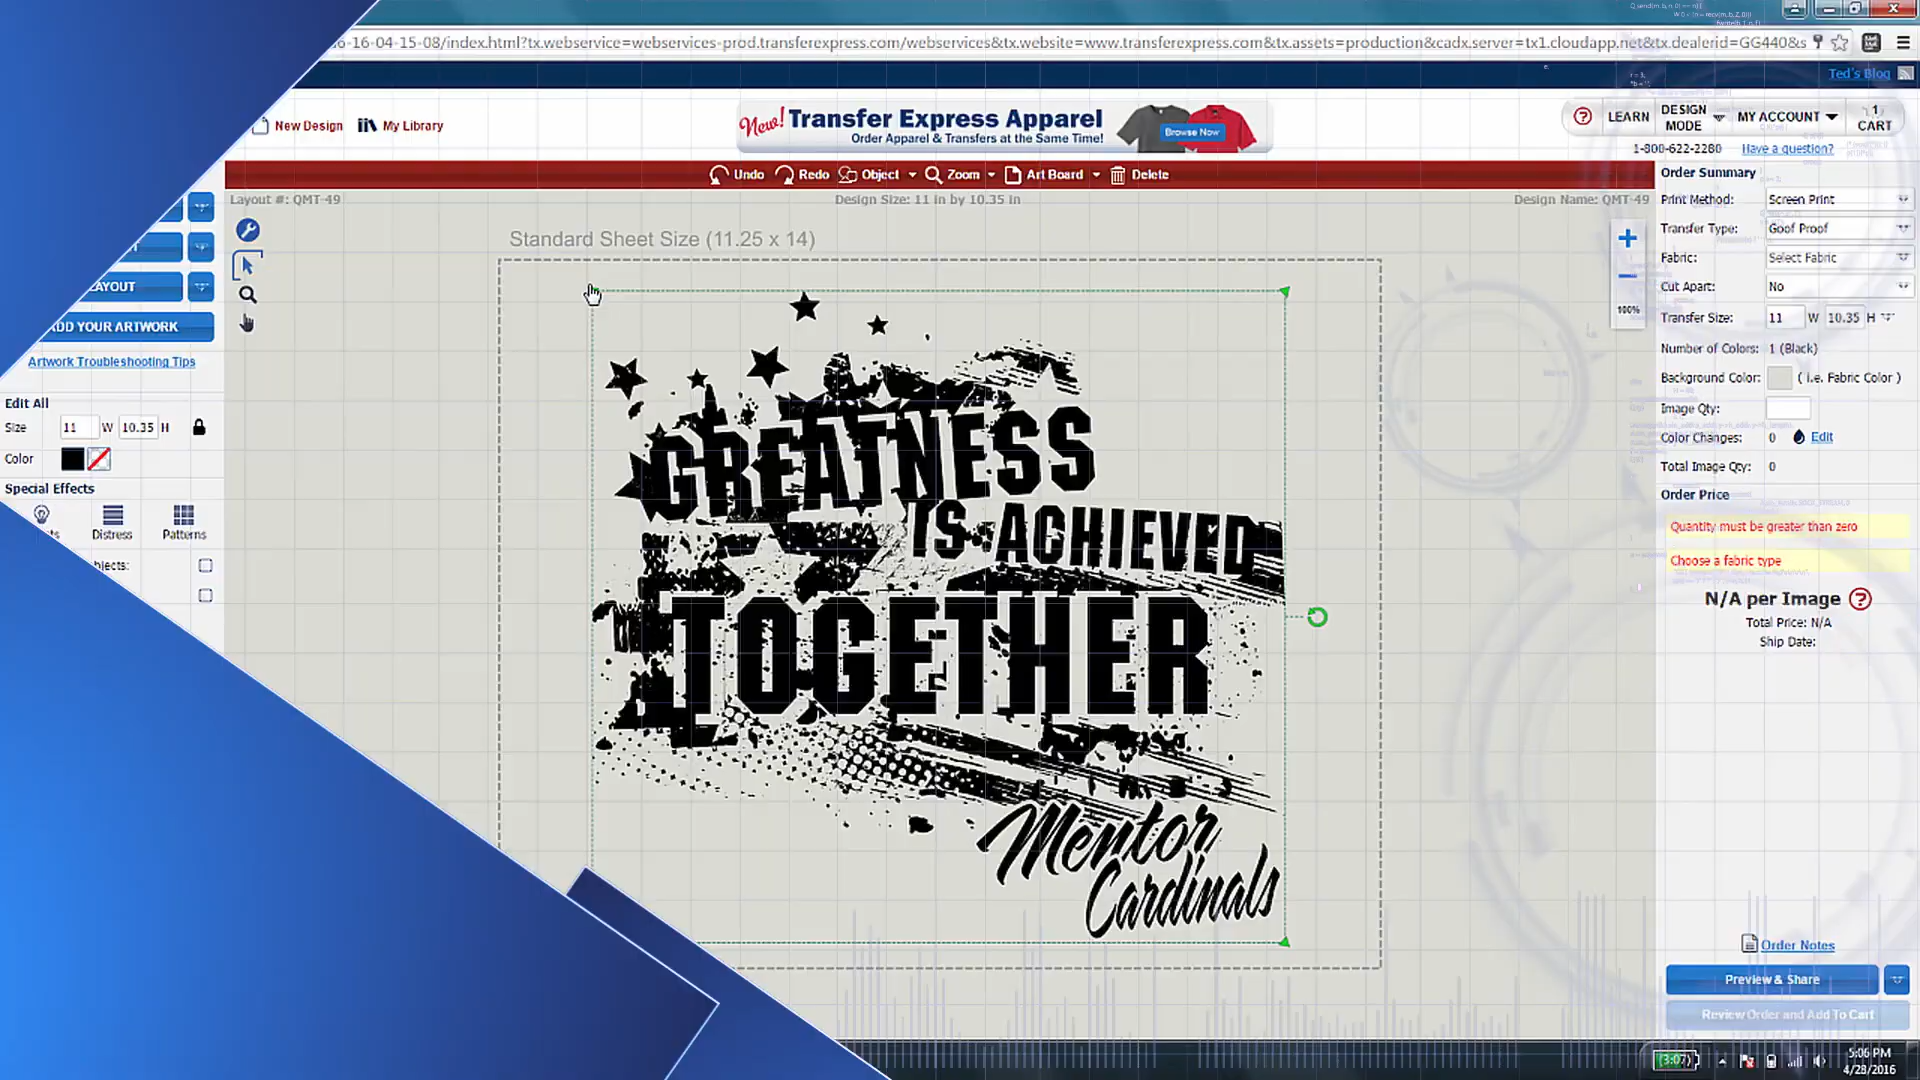 6-16-04-15-08/index.html?tx.webservice=webservices-prod.transferexpress.com/webservices&tx.website=www.transferexpress.com&tx.assets=production&cadx.server=tx1.cloudapp.net&tx.dealerid=GG440&s
Ted's Blog
New Design
My Library
New! Transfer Express Apparel
Order Apparel & Transfers at the Same Time!
Browse Now
LEARN
DESIGN MODE
MY ACCOUNT
1
CART
1-800-622-2280
Have a question?
Undo
Redo
Object
Zoom
Art Board
Delete
Layout #: QMT-49
Design Size: 11 in by 10.35 in
Design Name: QMT-49
Standard Sheet Size (11.25 x 14)
100%
LAYOUT
ADD YOUR ARTWORK
Artwork Troubleshooting Tips
Edit All
Size 11 W 10.35 H
Color
Special Effects
Distress
Patterns
bjects:
GREATNESS
IS ACHIEVED
TOGETHER
Mentor
Cardinals
Order Summary
Print Method: Screen Print
Transfer Type: Goof Proof
Fabric: Select Fabric
Cut Apart: No
Transfer Size: 11 W 10.35 H
Number of Colors: 1 (Black)
Background Color: ( i.e. Fabric Color )
Image Qty:
Color Changes: 0 Edit
Total Image Qty: 0
Order Price
Quantity must be greater than zero
Choose a fabric type
N/A per Image
Total Price: N/A
Ship Date:
Order Notes
Preview & Share
Review Order and Add To Cart
(3:07)
5:06 PM
4/28/2016